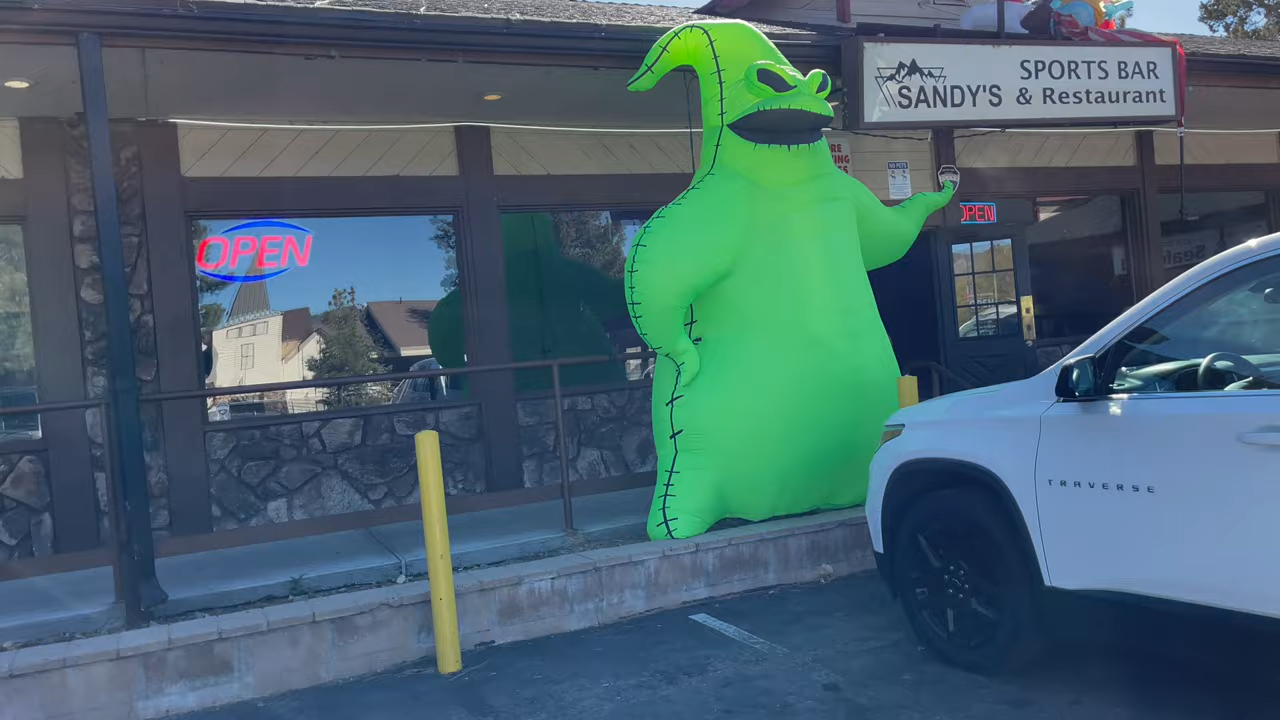 SPORTS BAR
SANDY'S & Restaurant
OPEN
NO PETS
OPEN
TRAVERSE